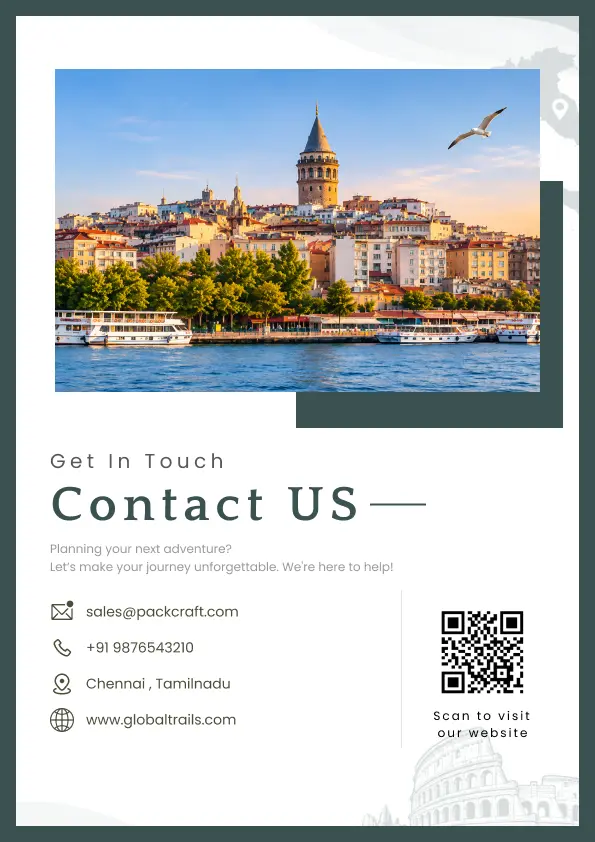 Get In Touch
Contact US
Planning your next adventure?
Let's make your journey unforgettable. We're here to help!
sales@packcraft.com
+91 9876543210
Chennai , Tamilnadu
www.globaltrails.com
Scan to visit
our website